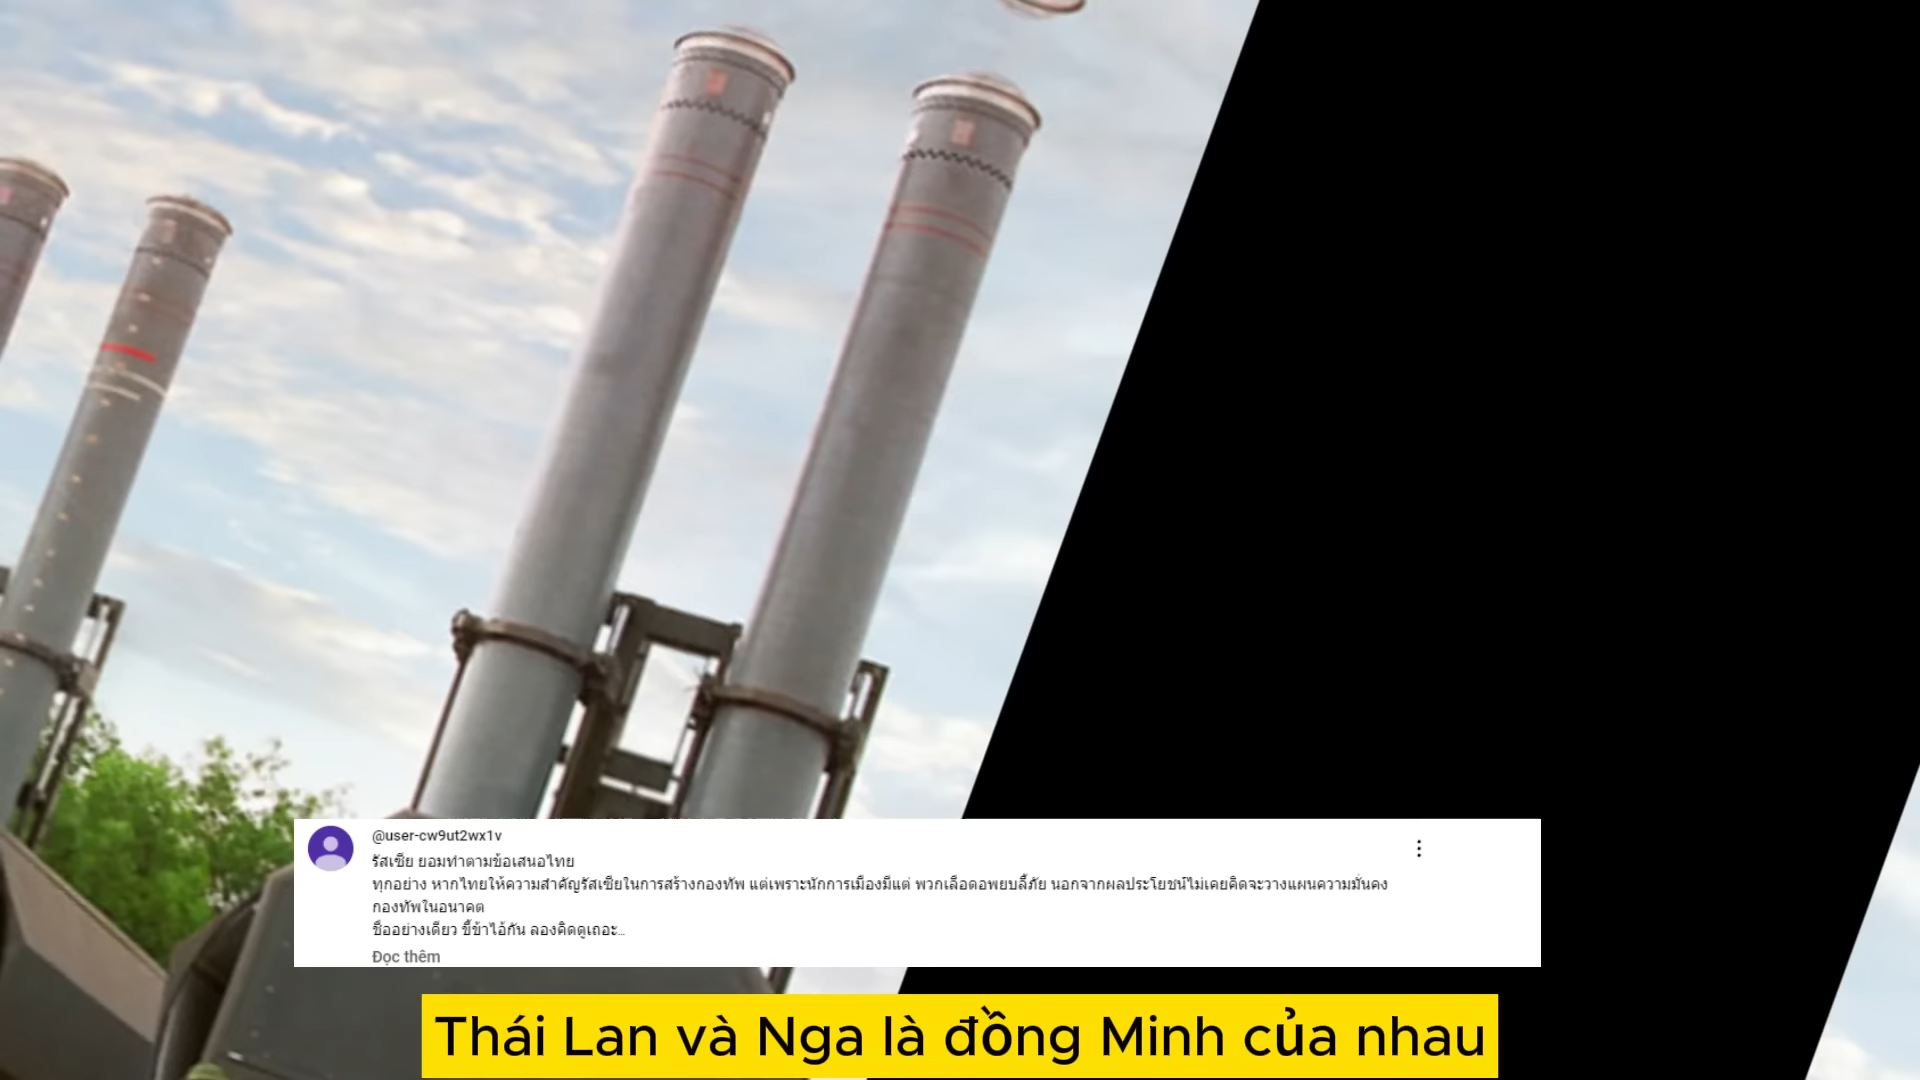 @user-cw9ut2wx1v
รัสเซีย ยอมทำตามข้อเสนอไทย
ทุกอย่าง หากไทยให้ความสำคัญรัสเซียในการสร้างกองทัพ แต่เพราะนักการเมืองมีแต่ พวกเลือดอพยบลี้ภัย นอกจากผลประโยชน์ไม่เคยคิดจะวางแผนความมั่นคง
กองทัพในอนาคต
ชื่ออย่างเดียว ขี้ข้าไอ้กัน ลองคิดดูเถอะ...
Đọc thêm
Thái Lan và Nga là đồng Minh của nhau